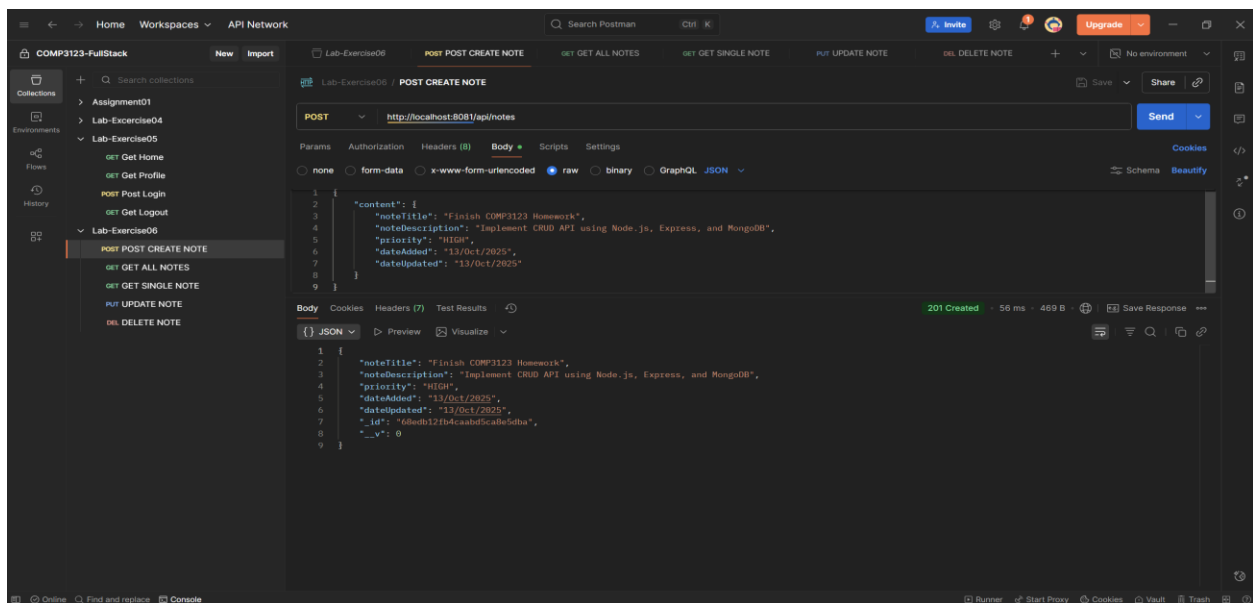 Home Workspaces API Network Search Postman Ctrl K Invite Upgrade
COMP3123-FullStack New Import
Lab-Exercise06 POST POST CREATE NOTE GET GET ALL NOTES GET GET SINGLE NOTE PUT UPDATE NOTE DEL DELETE NOTE No environment
Collections
Environments
Flows
History
Search collections
Assignment01
Lab-Excercise04
Lab-Exercise05
GET Get Home
GET Get Profile
POST Post Login
GET Get Logout
Lab-Exercise06
POST POST CREATE NOTE
GET GET ALL NOTES
GET GET SINGLE NOTE
PUT UPDATE NOTE
DEL DELETE NOTE
HTTP Lab-Exercise06 / POST CREATE NOTE Save Share
POST http://localhost:8081/api/notes Send
Params Authorization Headers (8) Body Scripts Settings Cookies
none form-data x-www-form-urlencoded raw binary GraphQL JSON Schema Beautify
1 {
2 "content": {
3 "noteTitle": "Finish COMP3123 Homework",
4 "noteDescription": "Implement CRUD API using Node.js, Express, and MongoDB",
5 "priority": "HIGH",
6 "dateAdded": "13/Oct/2025",
7 "dateUpdated": "13/Oct/2025"
8 }
9 }
Body Cookies Headers (7) Test Results 201 Created 56 ms 469 B Save Response
{} JSON Preview Visualize
1 {
2 "noteTitle": "Finish COMP3123 Homework",
3 "noteDescription": "Implement CRUD API using Node.js, Express, and MongoDB",
4 "priority": "HIGH",
5 "dateAdded": "13/Oct/2025",
6 "dateUpdated": "13/Oct/2025",
7 "_id": "68edb12fb4caabd5ca8e5dba",
8 "__v": 0
9 }
Online Find and replace Console Runner Start Proxy Cookies Vault Trash